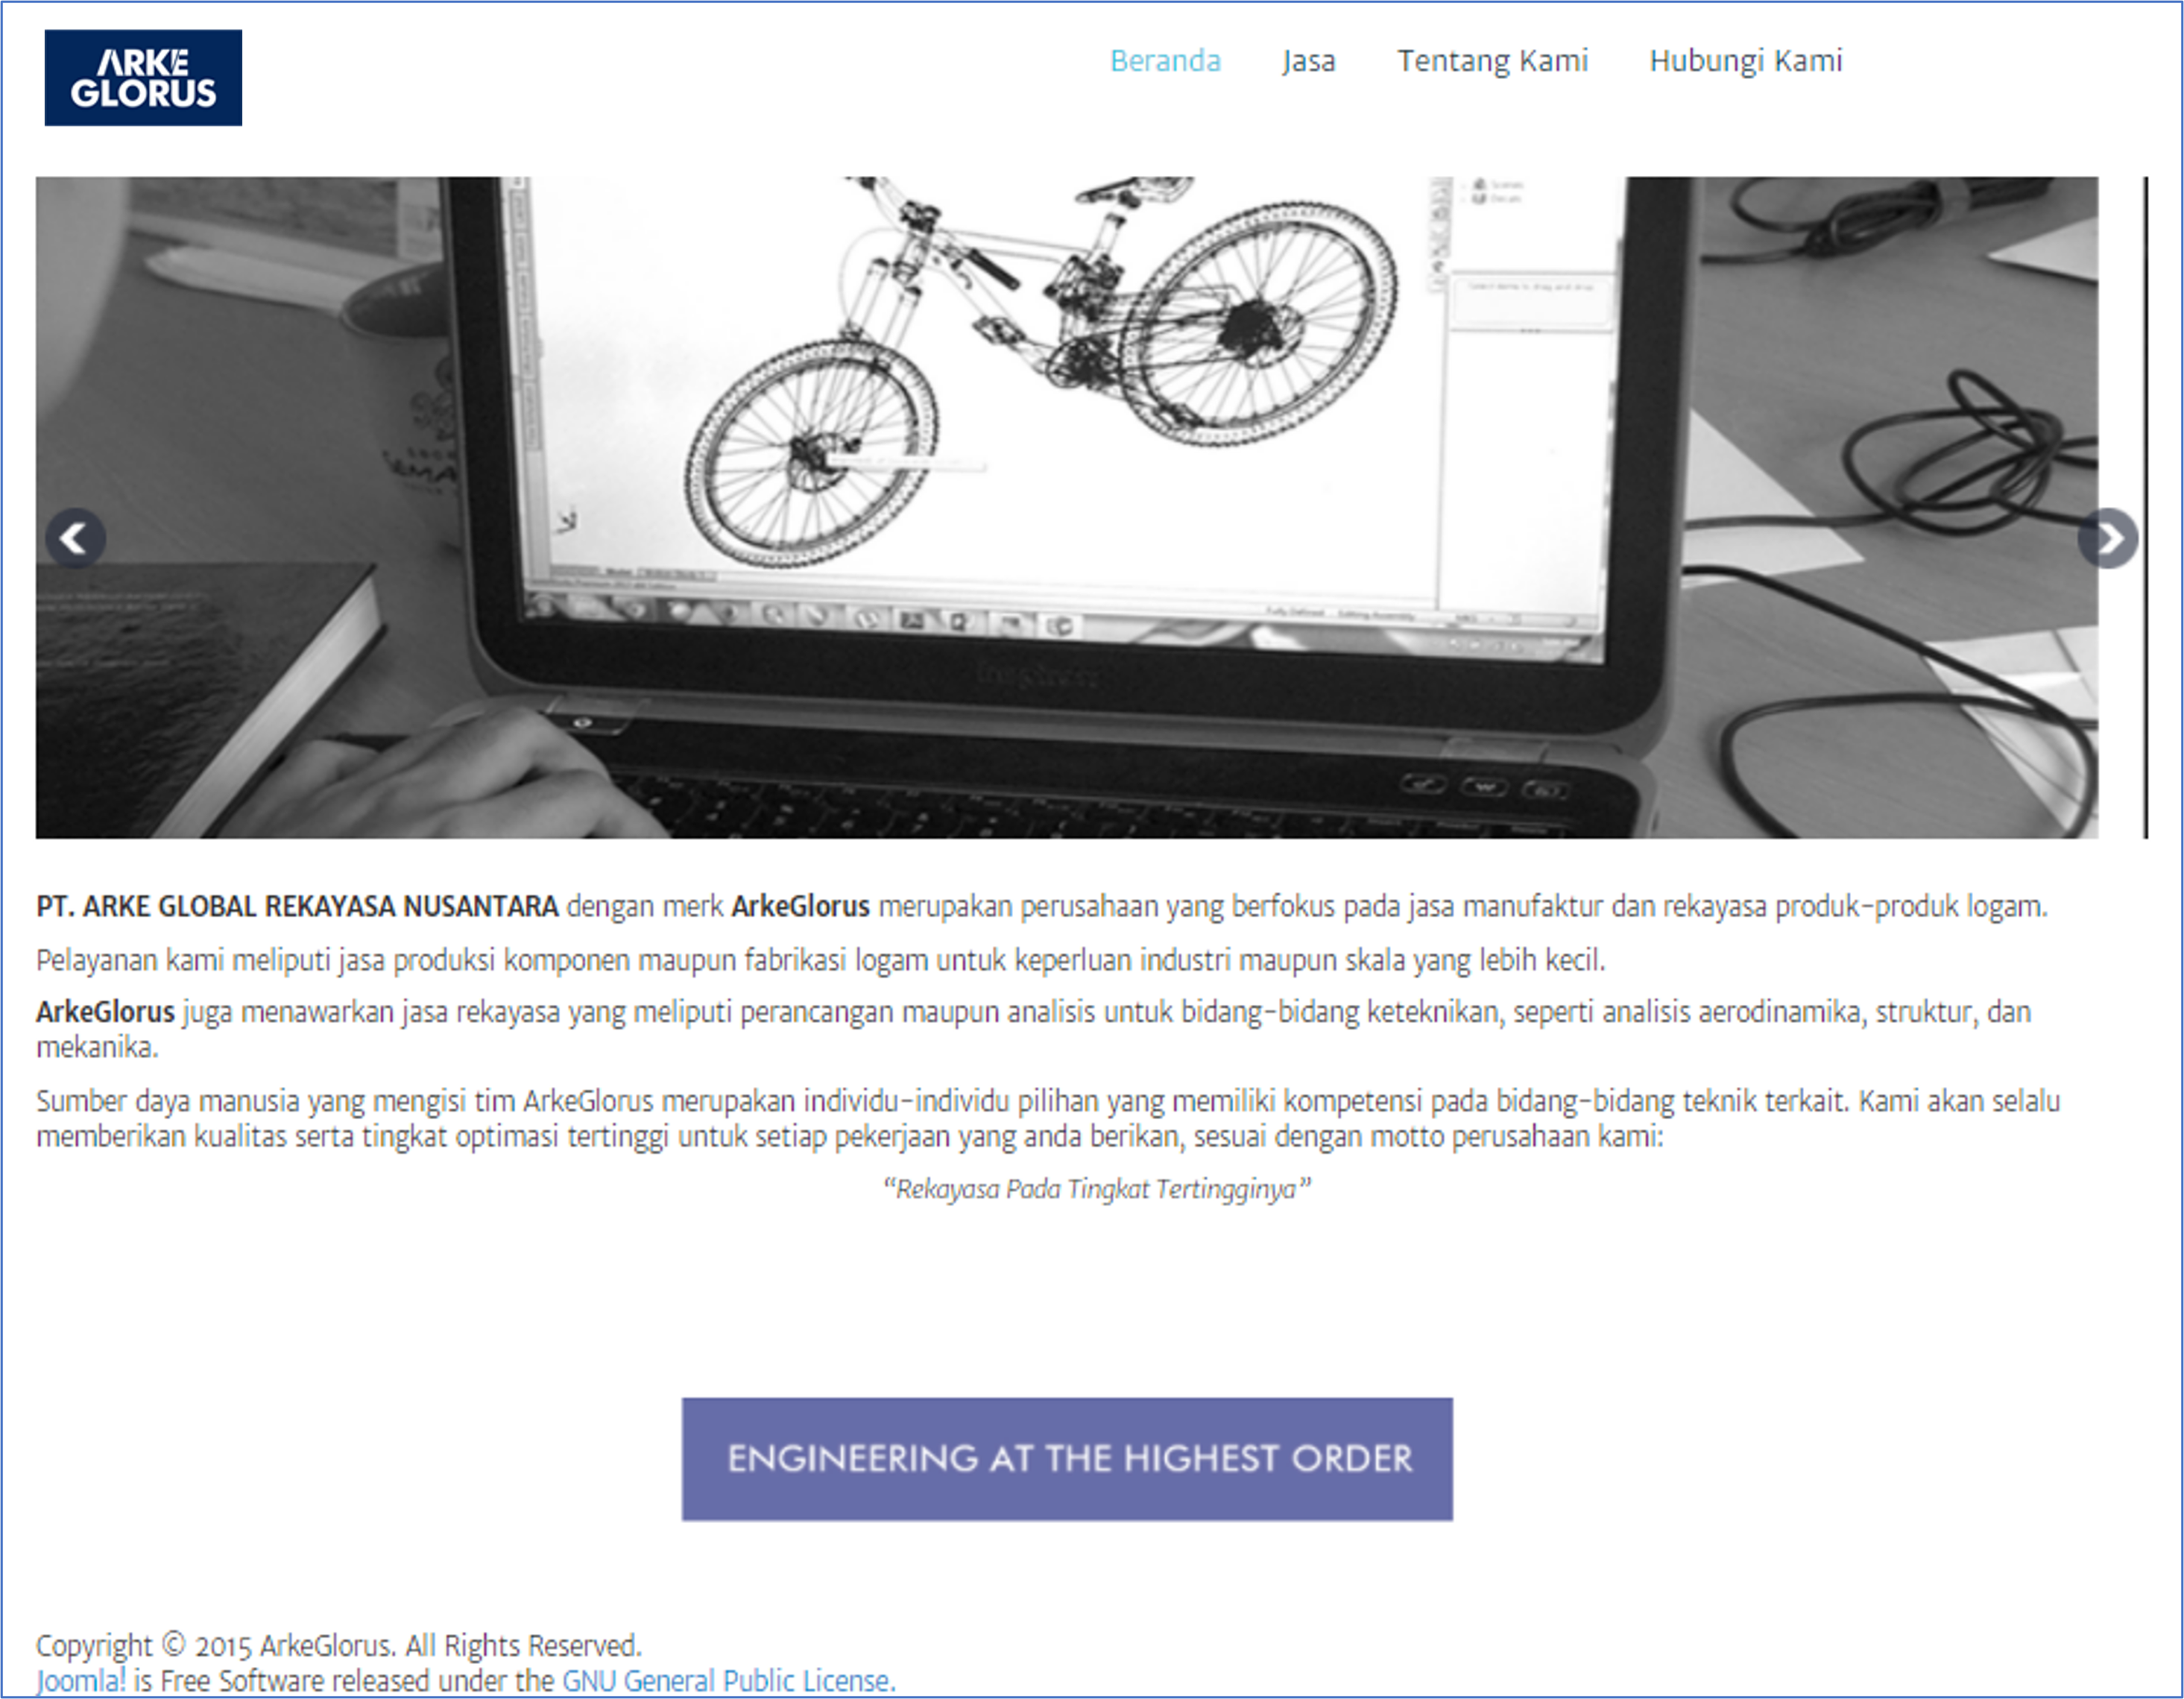 ARKE
GLORUS
Beranda Jasa Tentang Kami Hubungi Kami
PT. ARKE GLOBAL REKAYASA NUSANTARA dengan merk ArkeGlorus merupakan perusahaan yang berfokus pada jasa manufaktur dan rekayasa produk-produk logam.
Pelayanan kami meliputi jasa produksi komponen maupun fabrikasi logam untuk keperluan industri maupun skala yang lebih kecil.
ArkeGlorus juga menawarkan jasa rekayasa yang meliputi perancangan maupun analisis untuk bidang-bidang keteknikan, seperti analisis aerodinamika, struktur, dan
mekanika.
Sumber daya manusia yang mengisi tim ArkeGlorus merupakan individu-individu pilihan yang memiliki kompetensi pada bidang-bidang teknik terkait. Kami akan selalu
memberikan kualitas serta tingkat optimasi tertinggi untuk setiap pekerjaan yang anda berikan, sesuai dengan motto perusahaan kami:
“Rekayasa Pada Tingkat Tertingginya”
ENGINEERING AT THE HIGHEST ORDER
Copyright © 2015 ArkeGlorus. All Rights Reserved.
Joomla! is Free Software released under the GNU General Public License.